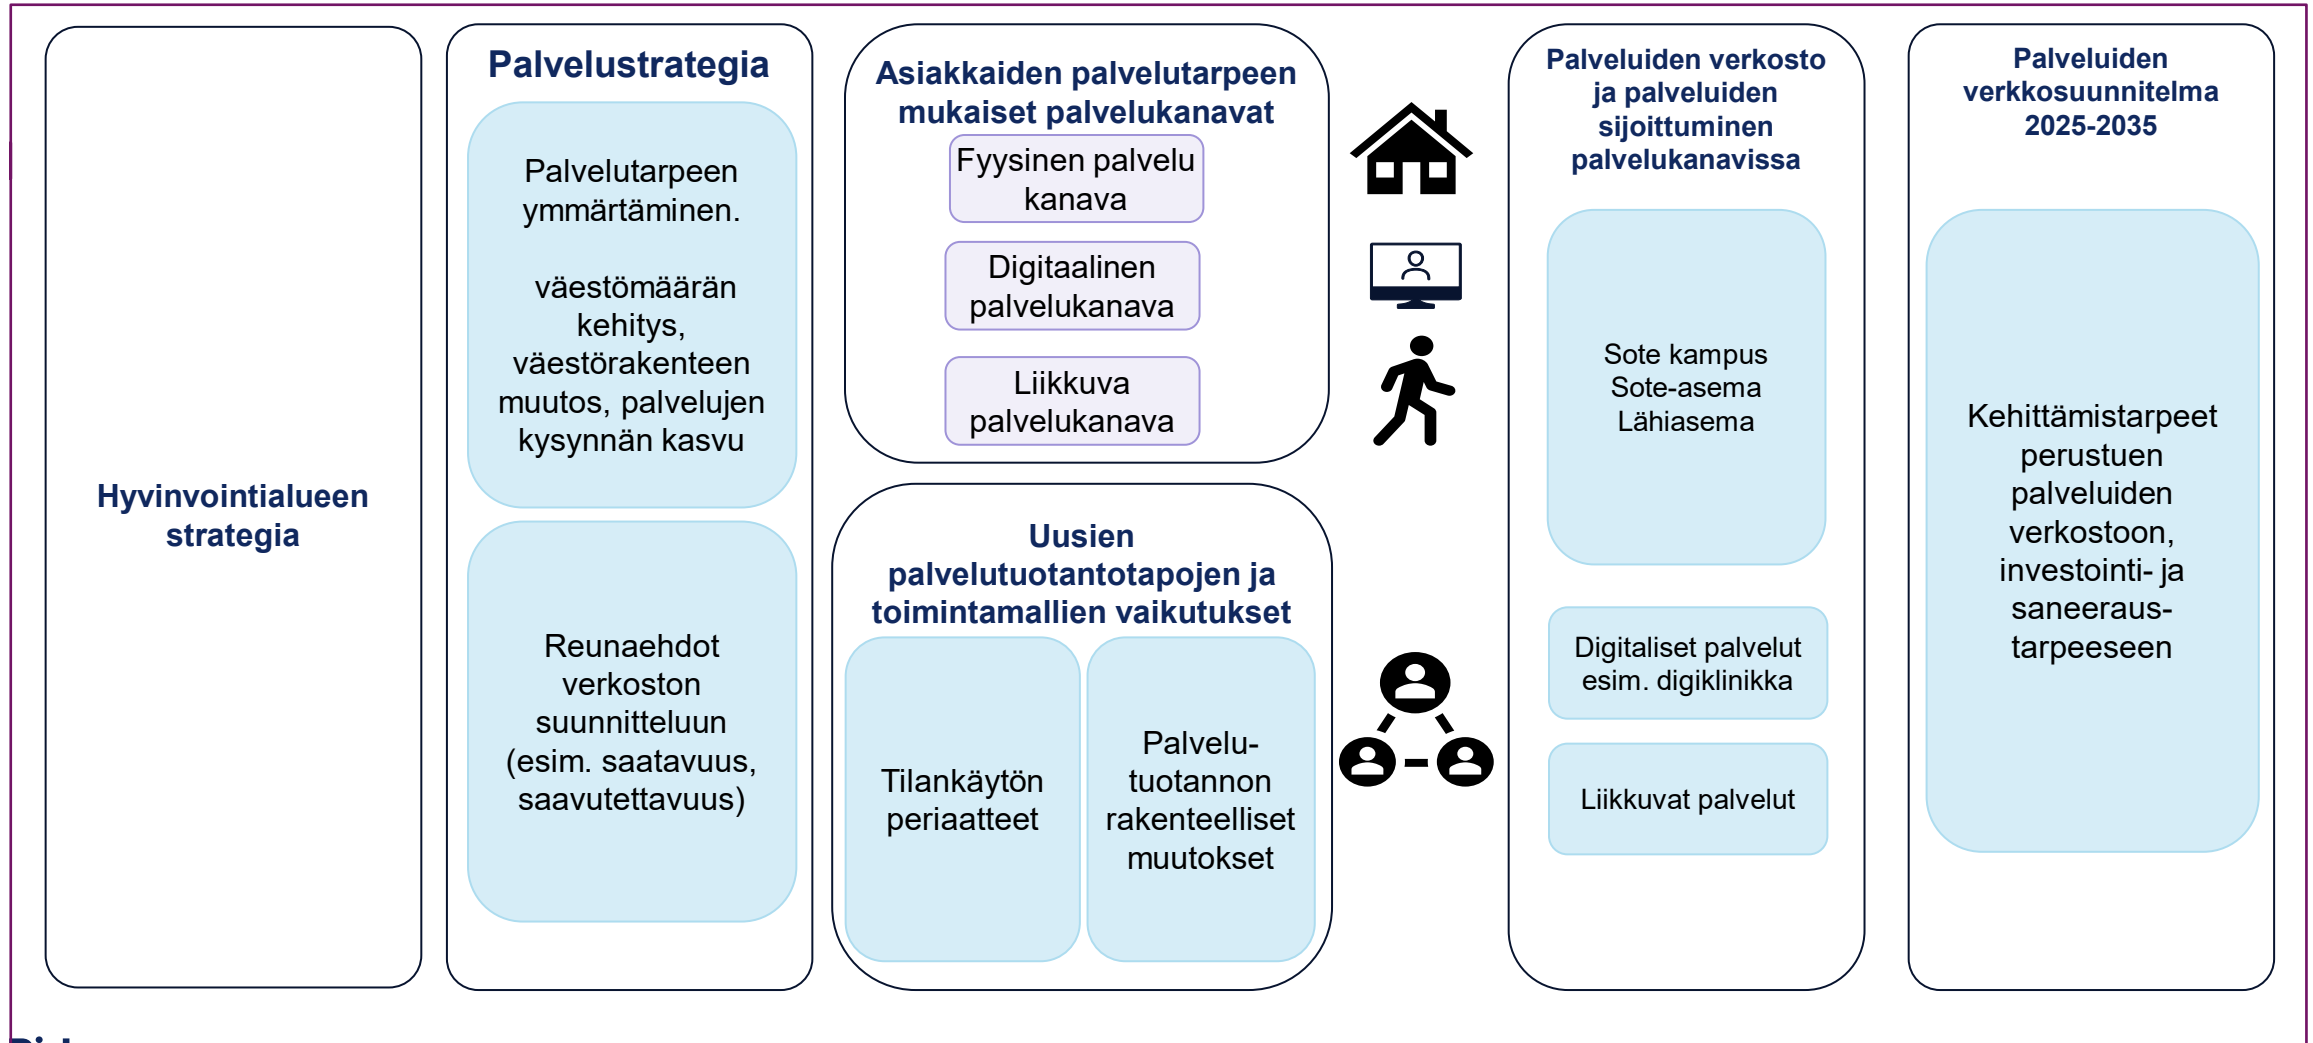 Hyvinvointialueen
strategia
Palvelustrategia
Palvelutarpeen
ymmärtäminen.
väestömäärän
kehitys,
väestörakenteen
muutos, palvelujen
kysynnän kasvu
Reunaehdot
verkoston
suunnitteluun
(esim. saatavuus,
saavutettavuus)
Asiakkaiden palvelutarpeen
mukaiset palvelukanavat
Fyysinen palvelu
kanava
Digitaalinen
palvelukanava
Liikkuva
palvelukanava
Uusien
palvelutuotantotapojen ja
toimintamallien vaikutukset
Tilankäytön
periaatteet
Palvelu-
tuotannon
rakenteelliset
muutokset
Palveluiden verkosto
ja palveluiden
sijoittuminen
palvelukanavissa
Sote kampus
Sote-asema
Lähiasema
Digitaliset palvelut
esim. digiklinikka
Liikkuvat palvelut
Palveluiden
verkkosuunnitelma
2025-2035
Kehittämistarpeet
perustuen
palveluiden
verkostoon,
investointi- ja
saneeraus-
tarpeeseen